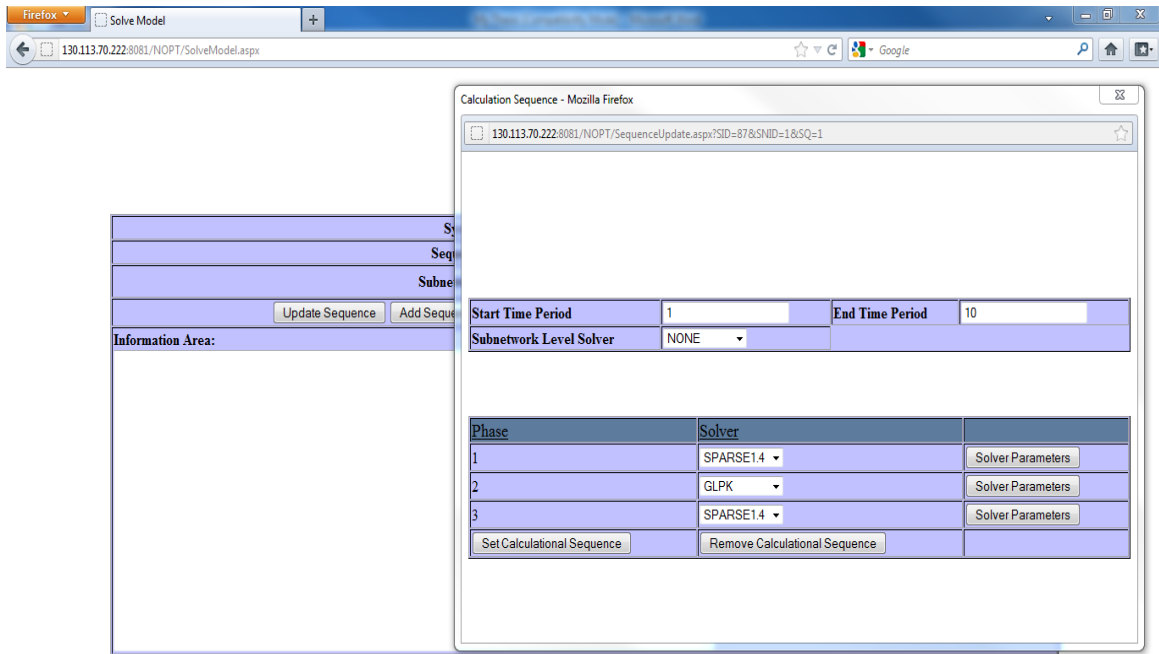 Firefox
Solve Model
130.113.70.222:8081/NOPT/SolveModel.aspx
Google
Calculation Sequence - Mozilla Firefox
130.113.70.222:8081/NOPT/SequenceUpdate.aspx?SID=87&SNID=1&SQ=1
Sy
Sequ
Subne
Update Sequence Add Seque
Information Area:
Start Time Period 1 End Time Period 10
Subnetwork Level Solver NONE
Phase Solver
1 SPARSE1.4 Solver Parameters
2 GLPK Solver Parameters
3 SPARSE1.4 Solver Parameters
Set Calculational Sequence Remove Calculational Sequence